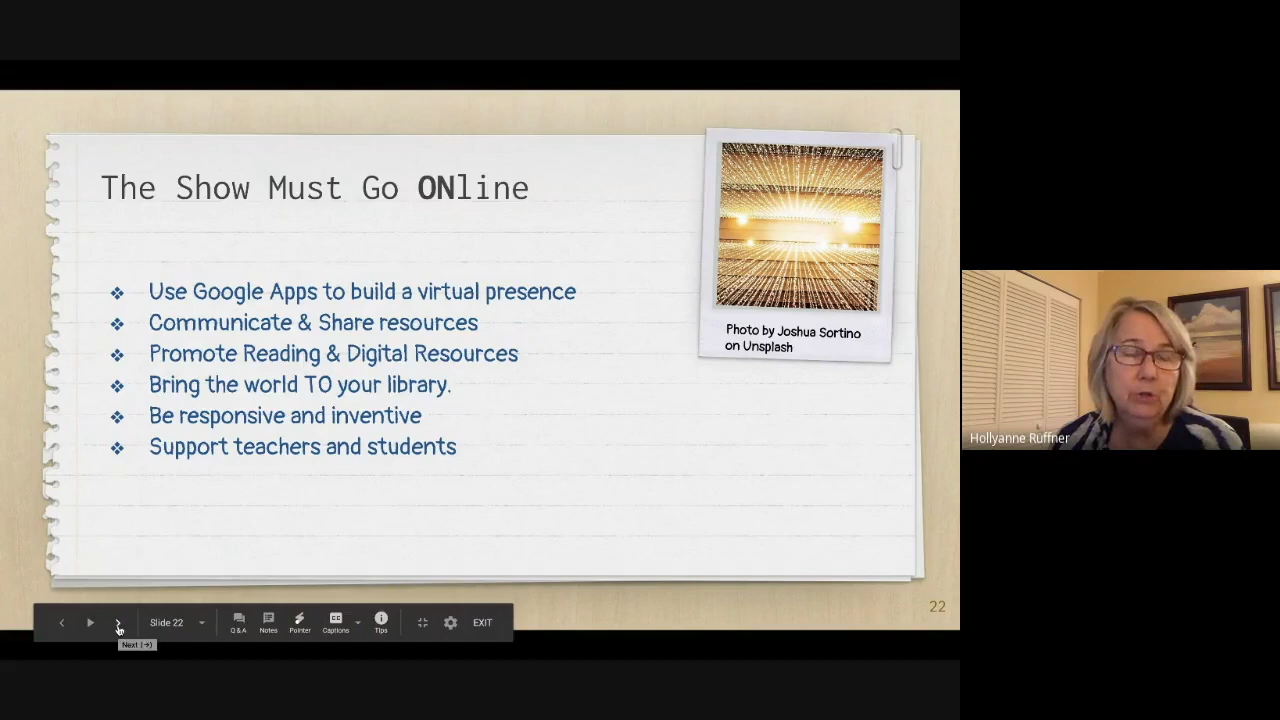 The Show Must Go ONline
Use Google Apps to build a virtual presence
Communicate & Share resources
Promote Reading & Digital Resources
Bring the world TO your library.
Be responsive and inventive
Support teachers and students
Photo by Joshua Sortino
on Unsplash
Hollyanne Ruffner
22
Slide 22
Q & A
Notes
Pointer
CC
Captions
Tips
EXIT
Next (→)